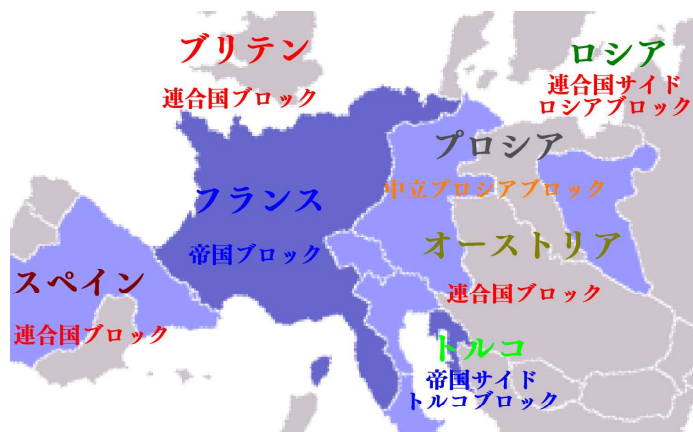 ブリテン
連合国ブロック
ロシア
連合国サイド
ロシアブロック
プロシア
中立プロシアブロック
フランス
帝国ブロック
オーストリア
連合国ブロック
スペイン
連合国ブロック
トルコ
帝国サイド
トルコブロック